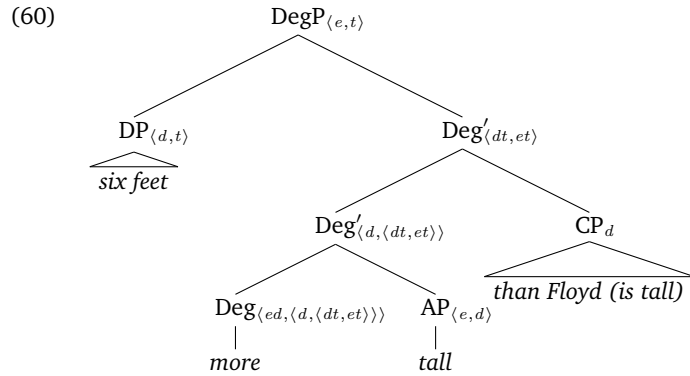 (60)
DegP⟨e,t⟩
DP⟨d,t⟩ Deg′⟨dt,et⟩
six feet
Deg′⟨d,⟨dt,et⟩⟩ CP_d
than Floyd (is tall)
Deg⟨ed,⟨d,⟨dt,et⟩⟩⟩ AP⟨e,d⟩
more tall